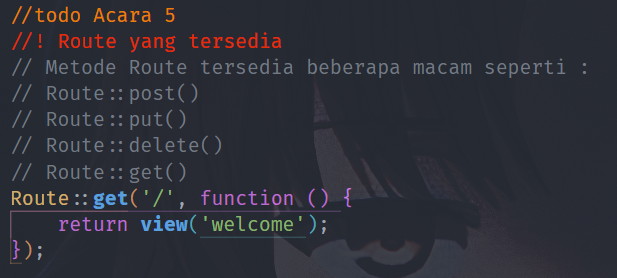 //todo Acara 5
//! Route yang tersedia
// Metode Route tersedia beberapa macam seperti :
// Route::post()
// Route::put()
// Route::delete()
// Route::get()
Route::get('/', function () {
    return view('welcome');
});